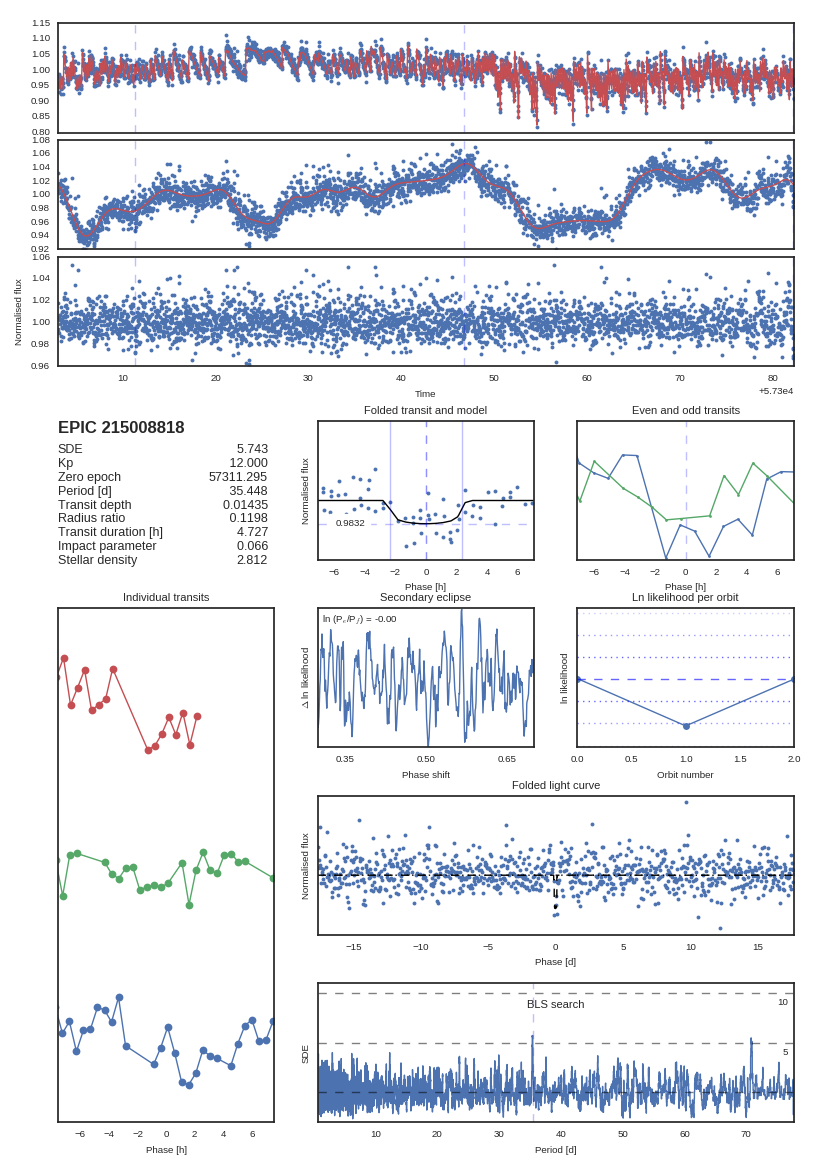 1.15
1.10
1.05
1.00
0.95
0.90
0.85
0.80
1.08
1.06
1.04
1.02
1.00
0.98
0.96
0.94
0.92
1.06
1.04
1.02
1.00
0.98
0.96
Normalised flux
10 20 30 40 50 60 70 80
Time
+5.73e4
EPIC 215008818
SDE 5.743
Kp 12.000
Zero epoch 57311.295
Period [d] 35.448
Transit depth 0.01435
Radius ratio 0.1198
Transit duration [h] 4.727
Impact parameter 0.066
Stellar density 2.812
Folded transit and model
Normalised flux
0.9832
−6 −4 −2 0 2 4 6
Phase [h]
Even and odd transits
−6 −4 −2 0 2 4 6
Phase [h]
Individual transits
−6 −4 −2 0 2 4 6
Phase [h]
Secondary eclipse
Δ ln likelihood
0.35 0.50 0.65
Phase shift
Ln likelihood per orbit
ln likelihood
0.0 0.5 1.0 1.5 2.0
Orbit number
Folded light curve
Normalised flux
−15 −10 −5 0 5 10 15
Phase [d]
BLS search
10
5
SDE
10 20 30 40 50 60 70
Period [d]